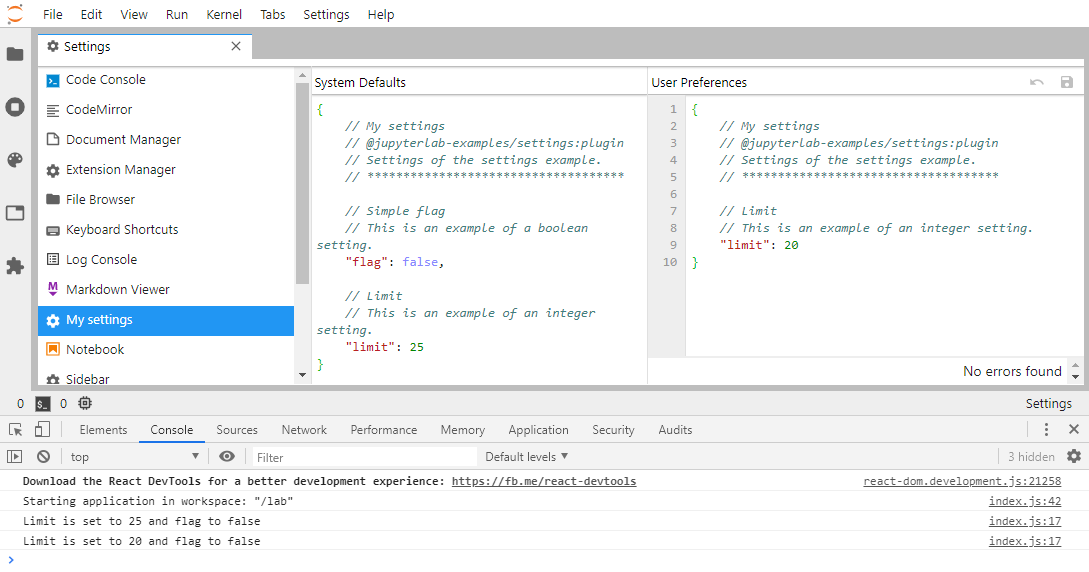 File Edit View Run Kernel Tabs Settings Help
Settings
Code Console
CodeMirror
Document Manager
Extension Manager
File Browser
Keyboard Shortcuts
Log Console
Markdown Viewer
My settings
Notebook
Sidebar
System Defaults
{
// My settings
// @jupyterlab-examples/settings:plugin
// Settings of the settings example.
// ************************************
// Simple flag
// This is an example of a boolean
setting.
"flag": false,
// Limit
// This is an example of an integer
setting.
"limit": 25
}
User Preferences
1 {
2 // My settings
3 // @jupyterlab-examples/settings:plugin
4 // Settings of the settings example.
5 // ************************************
6
7 // Limit
8 // This is an example of an integer setting.
9 "limit": 20
10 }
No errors found
0 $_ 0 Settings
Elements Console Sources Network Performance Memory Application Security Audits
top Filter Default levels 3 hidden
Download the React DevTools for a better development experience: https://fb.me/react-devtools react-dom.development.js:21258
Starting application in workspace: "/lab" index.js:42
Limit is set to 25 and flag to false index.js:17
Limit is set to 20 and flag to false index.js:17